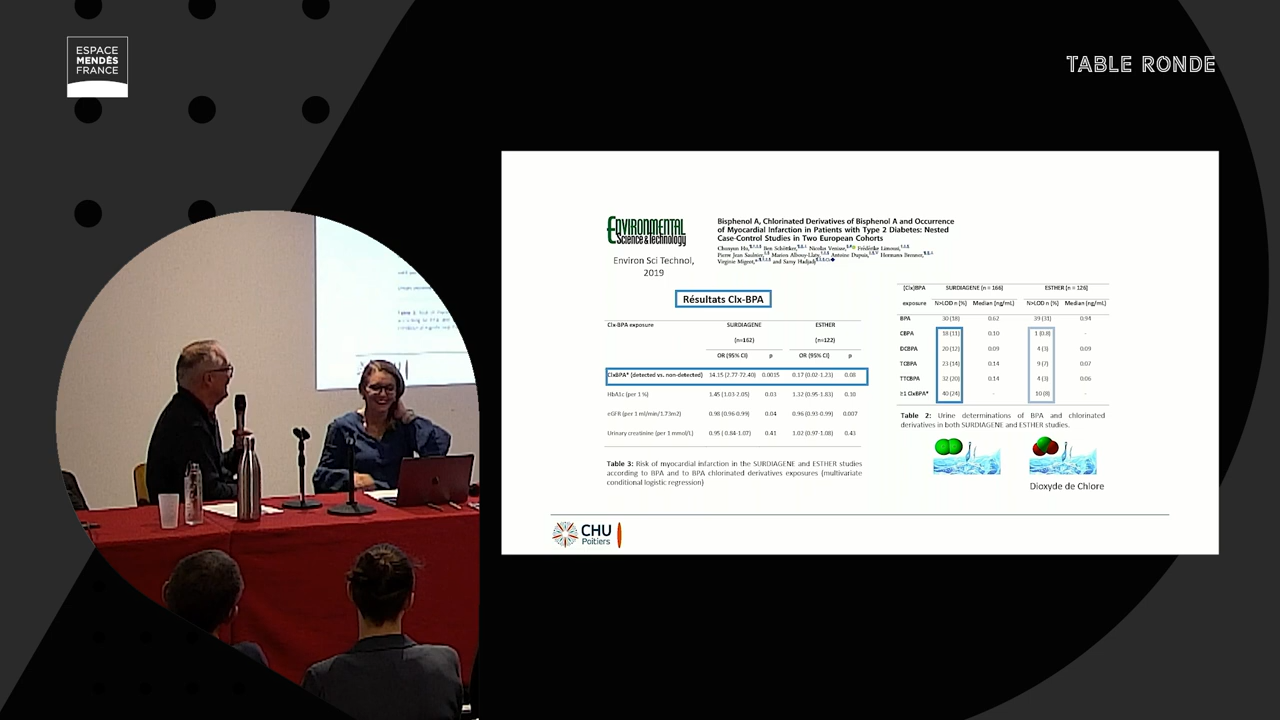 ESPACE
MENDÈS
FRANCE
TABLE RONDE
ENVIRONMENTAL
Science & Technology
Environ Sci Technol,
2019
Bisphenol A, Chlorinated Derivatives of Bisphenol A and Occurrence
of Myocardial Infarction in Patients with Type 2 Diabetes: Nested
Case-Control Studies in Two European Cohorts
Résultats Clx-BPA
Clx-BPA exposure SURDIAGENE ESTHER
(n=162) (n=122)
OR (95% CI) p OR (95% CI) p
ClxBPA* (detected vs. non-detected) 14.15 (2.77-72.40) 0.0015 0.17 (0.02-1.23) 0.08
HbA1c (per 1 %) 1.45 (1.03-2.05) 0.03 1.32 (0.95-1.83) 0.10
eGFR (per 1 ml/min/1.73m2) 0.98 (0.96-0.99) 0.04 0.96 (0.93-0.99) 0.007
Urinary creatinine (per 1 mmol/L) 0.95 (0.84-1.07) 0.41 1.02 (0.97-1.08) 0.43
Table 3: Risk of myocardial infarction in the SURDIAGENE and ESTHER studies
according to BPA and to BPA chlorinated derivatives exposures (multivariate
conditional logistic regression)
(Clx)BPA SURDIAGENE (n = 166) ESTHER (n = 126)
exposure N>LOD n (%) Median (ng/mL) N>LOD n (%) Median (ng/mL)
BPA 30 (18) 0.62 39 (31) 0.94
CBPA 18 (11) 0.10 1 (0.8) -
DCBPA 20 (12) 0.09 4 (3) 0.09
TCBPA 23 (14) 0.14 9 (7) 0.07
TTCBPA 32 (20) 0.14 4 (3) 0.06
≥1 ClxBPA* 40 (24) - 10 (8) -
Table 2: Urine determinations of BPA and chlorinated
derivatives in both SURDIAGENE and ESTHER studies.
Dioxyde de Chlore
CHU
Poitiers